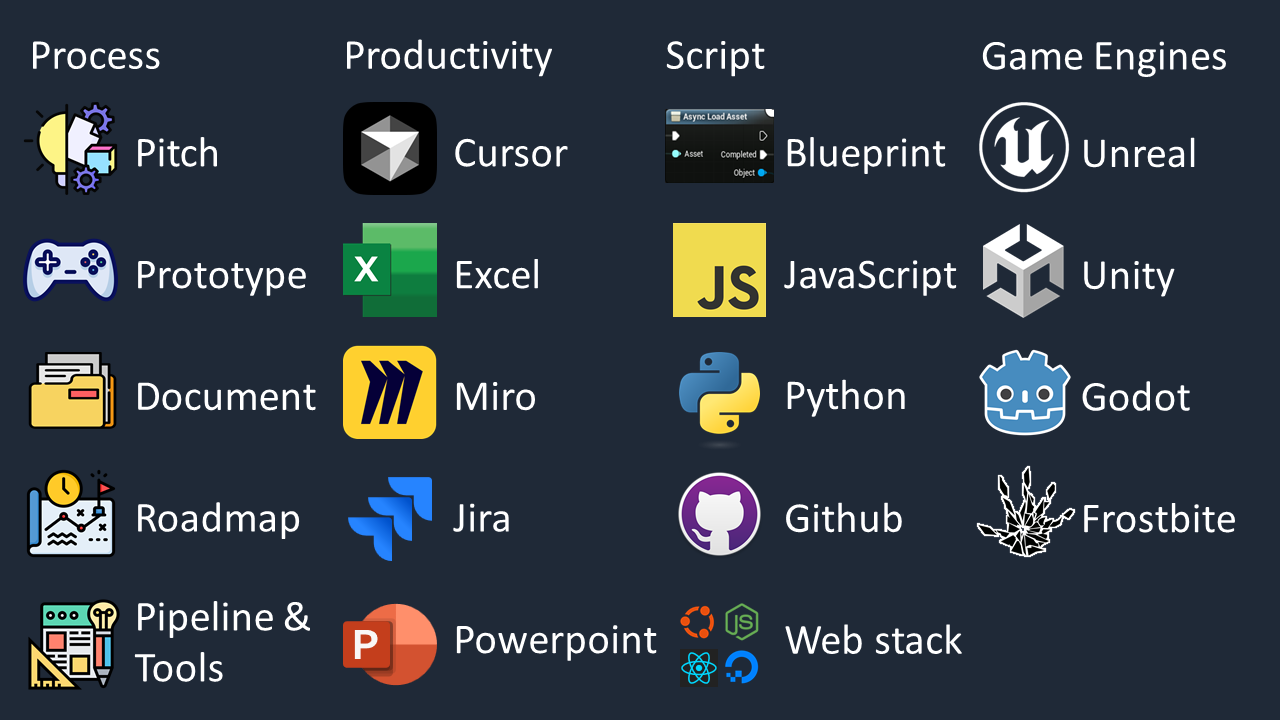 Process
Productivity
Script
Game Engines
Pitch
Cursor
Async Load Asset
Asset
Completed
Object
Blueprint
Unreal
Prototype
X
Excel
JS
JavaScript
Unity
Document
Miro
Python
Godot
Roadmap
Jira
Github
Frostbite
Pipeline &
Tools
P
Powerpoint
JS
Web stack